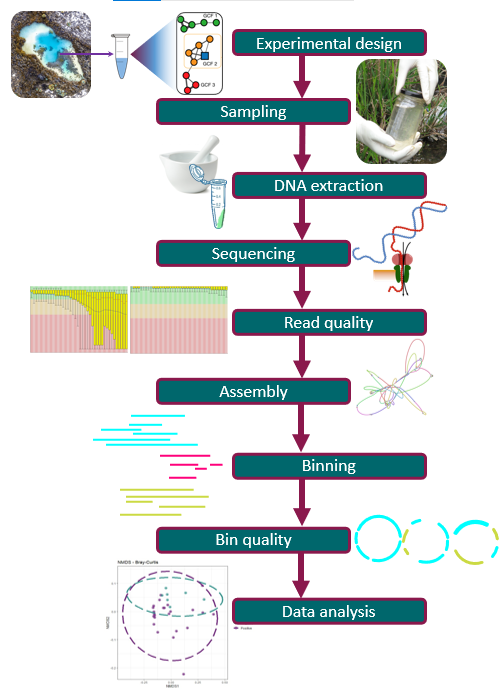 GCF 1
Experimental design
GCF 2
GCF 3
Sampling
DNA extraction
Sequencing
Read quality
Assembly
Binning
Bin quality
NMDS - Bray-Curtis
Data analysis
NMDS2
NMDS1